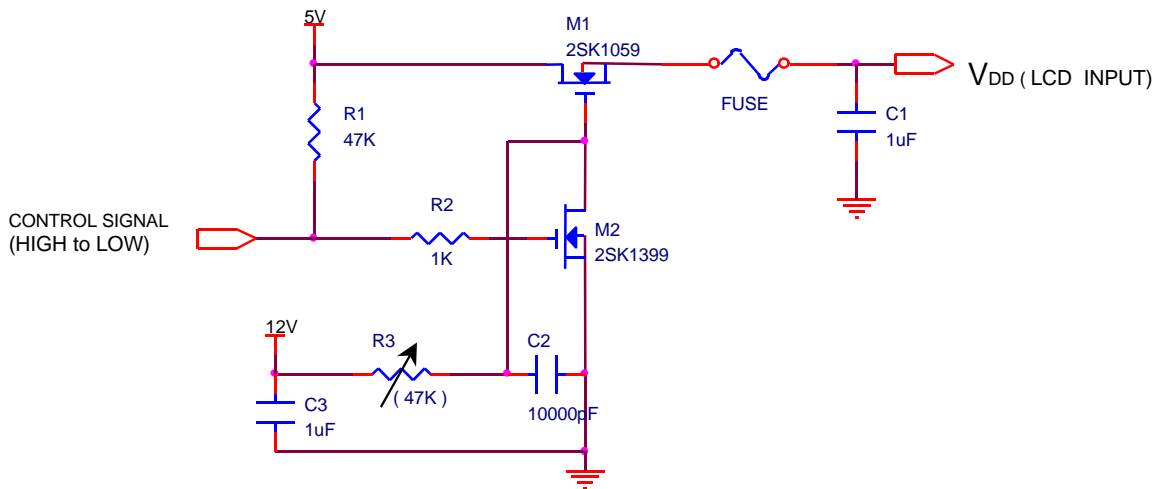 5V
M1
2SK1059
VDD ( LCD INPUT)
FUSE
R1
47K
C1
1uF
CONTROL SIGNAL
(HIGH to LOW)
R2
1K
M2
2SK1399
12V
R3
( 47K )
C2
10000pF
C3
1uF